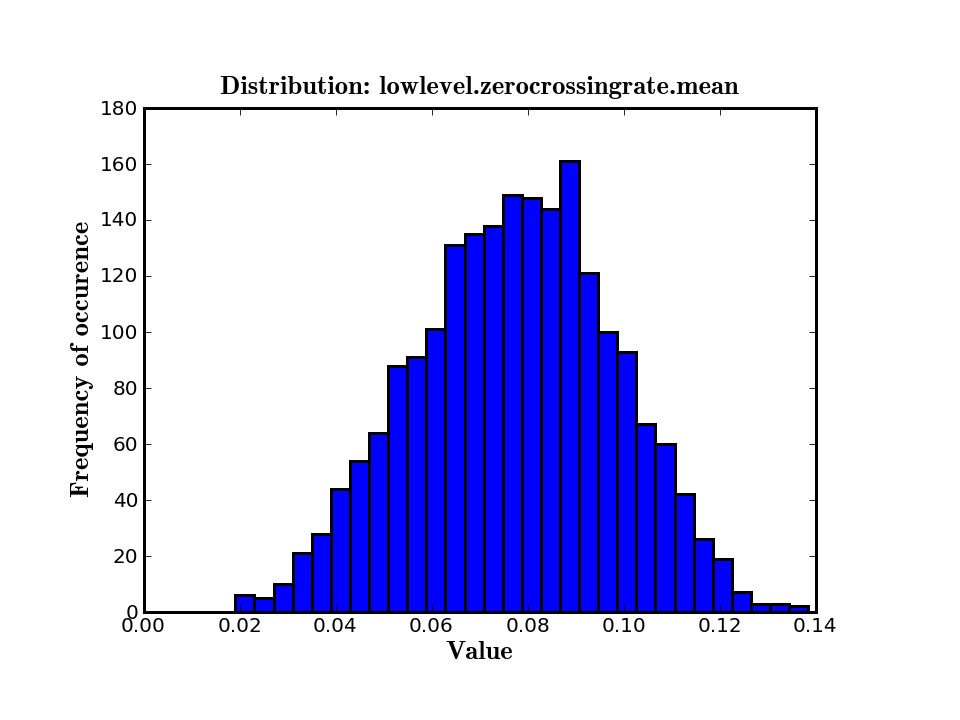 Distribution: lowlevel.zerocrossingrate.mean
180
160
140
120
100
80
60
40
20
0
Frequency of occurence
0.00 0.02 0.04 0.06 0.08 0.10 0.12 0.14
Value